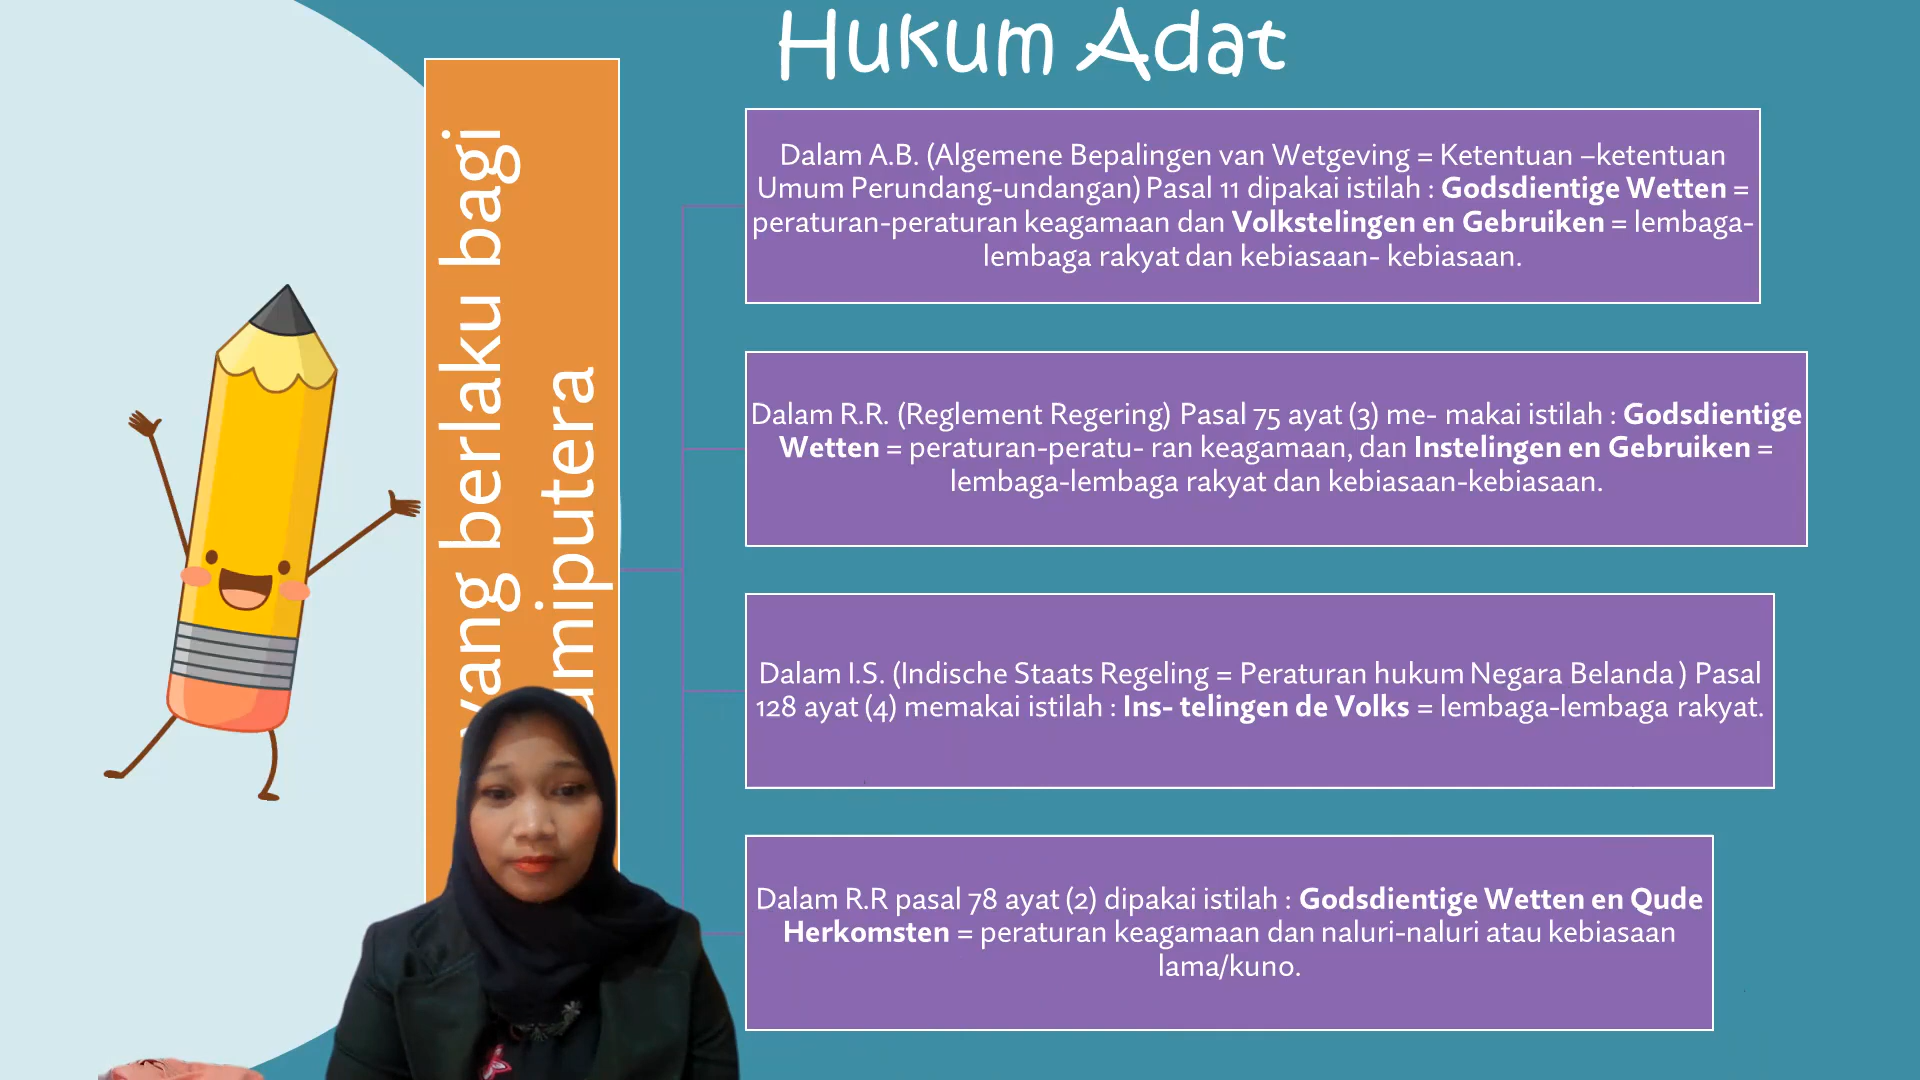 Hukum Adat
yang berlaku bagi
umiputera
Dalam A.B. (Algemene Bepalingen van Wetgeving = Ketentuan –ketentuan
Umum Perundang-undangan) Pasal 11 dipakai istilah : Godsdientige Wetten =
peraturan-peraturan keagamaan dan Volkstelingen en Gebruiken = lembaga-
lembaga rakyat dan kebiasaan- kebiasaan.
Dalam R.R. (Reglement Regering) Pasal 75 ayat (3) me- makai istilah : Godsdientige
Wetten = peraturan-peratu- ran keagamaan, dan Instelingen en Gebruiken =
lembaga-lembaga rakyat dan kebiasaan-kebiasaan.
Dalam I.S. (Indische Staats Regeling = Peraturan hukum Negara Belanda ) Pasal
128 ayat (4) memakai istilah : Ins- telingen de Volks = lembaga-lembaga rakyat.
Dalam R.R pasal 78 ayat (2) dipakai istilah : Godsdientige Wetten en Qude
Herkomsten = peraturan keagamaan dan naluri-naluri atau kebiasaan
lama/kuno.